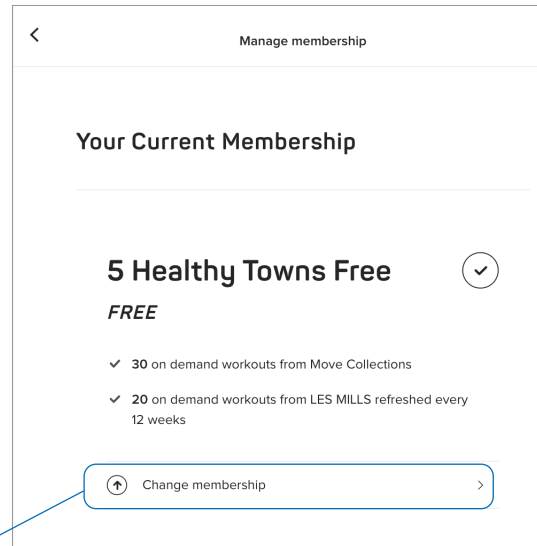 Manage membership
Your Current Membership
5 Healthy Towns Free
FREE
30 on demand workouts from Move Collections
20 on demand workouts from LES MILLS refreshed every
12 weeks
Change membership